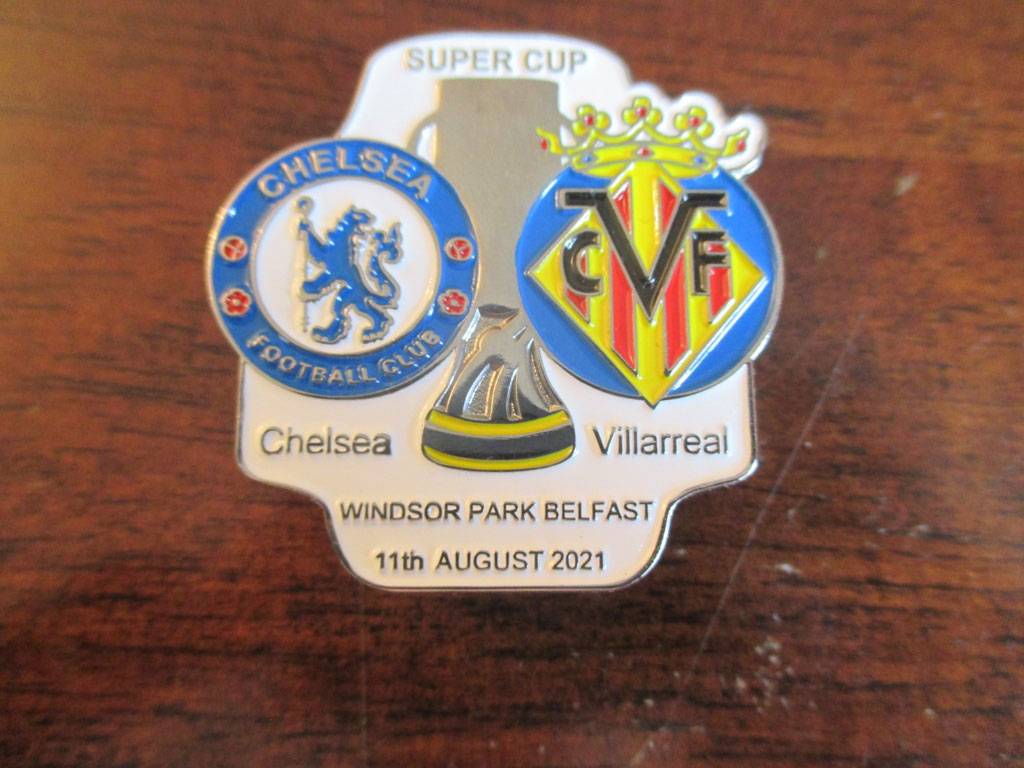 SUPER CUP
CHELSEA
FOOTBALL CLUB
CVF
Chelsea
Villarreal
WINDSOR PARK BELFAST
11th AUGUST 2021